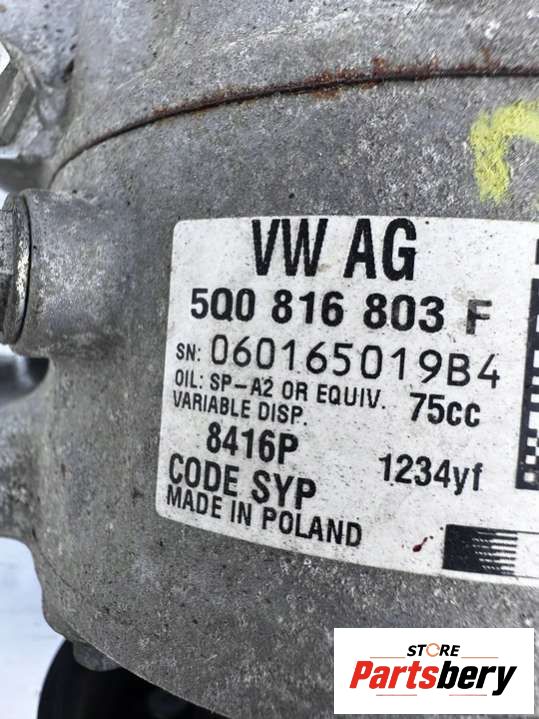 VW AG
5Q0 816 803 F
SN: 060165019B4
OIL: SP-A2 OR EQUIV. 75cc
VARIABLE DISP.
8416P 1234yf
CODE SYP
MADE IN POLAND
STORE
Partsbery